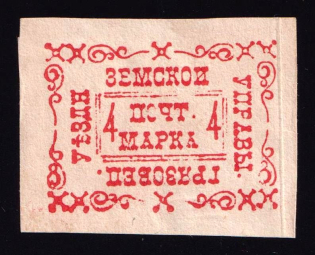 ЗЕМСКОЙ
УПРАВЫ.
ГРЯЗОВЕЦ.
УѢЗДН
4 ПОЧТ. 4
МАРКА